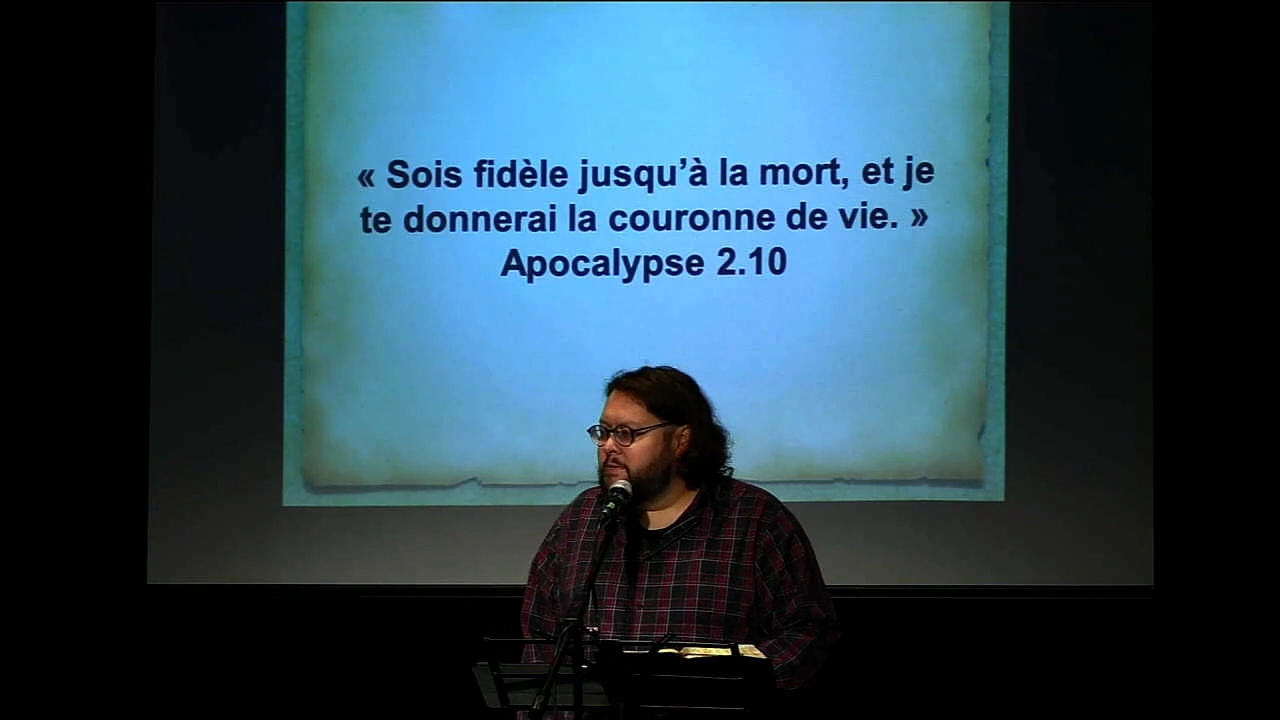 « Sois fidèle jusqu’à la mort, et je
te donnerai la couronne de vie. »
Apocalypse 2.10